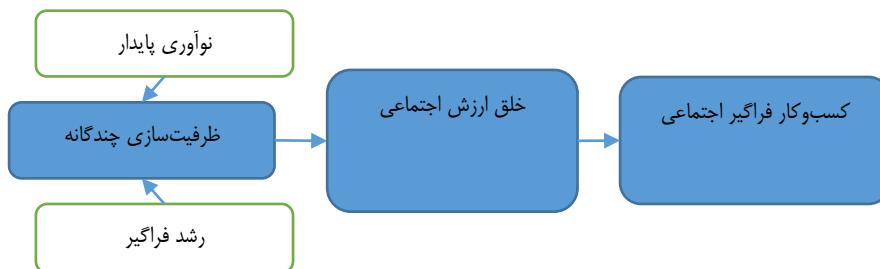 نوآوری پایدار
ظرفیت‌سازی چندگانه
رشد فراگیر
خلق ارزش اجتماعی
کسب‌وکار فراگیر اجتماعی